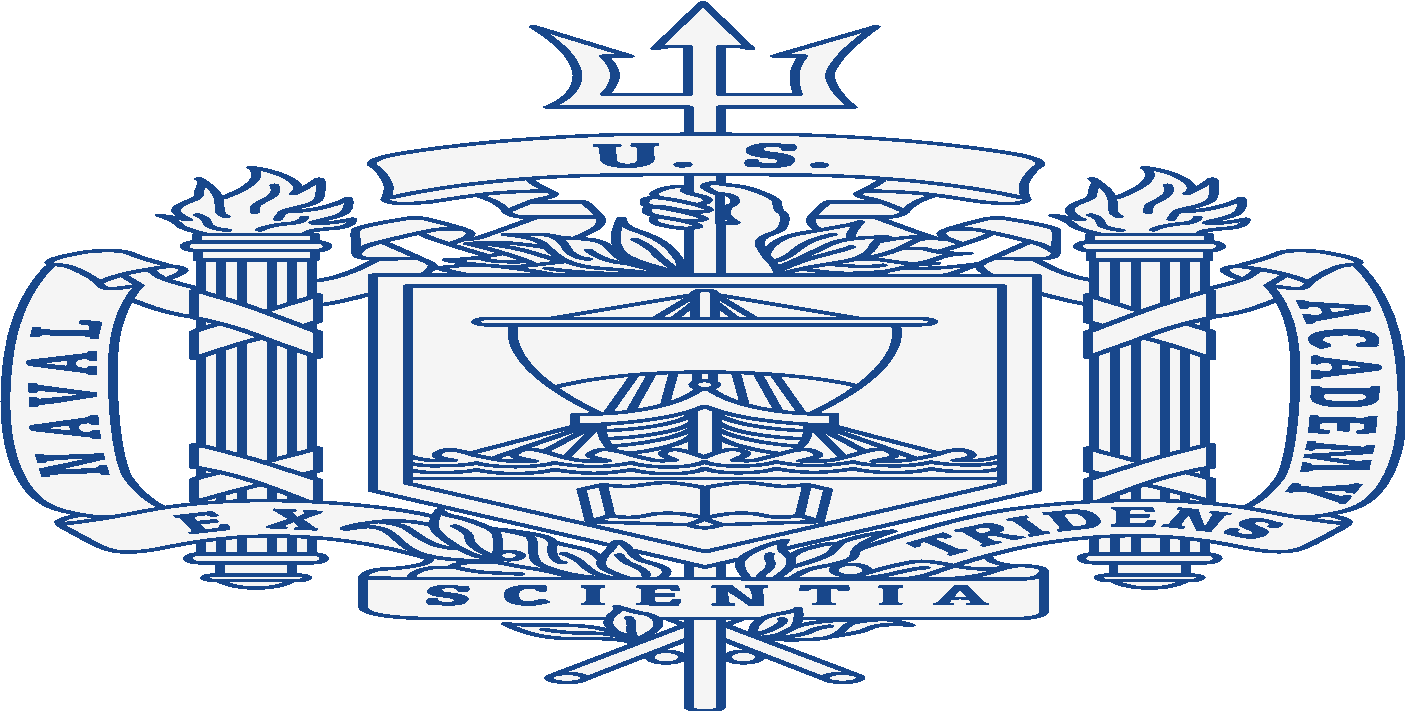 U. S.
NAVAL
ACADEMY
EX
TRIDENS
SCIENTIA